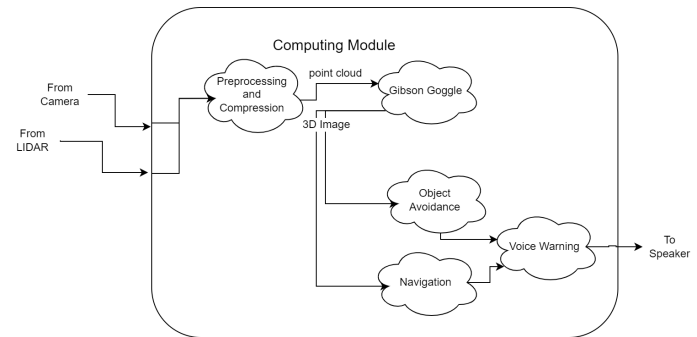 Computing Module
Preprocessing
and
Compression
point cloud
Gibson Goggle
From
Camera
3D Image
From
LIDAR
Object
Avoidance
Voice Warning
To
Speaker
Navigation